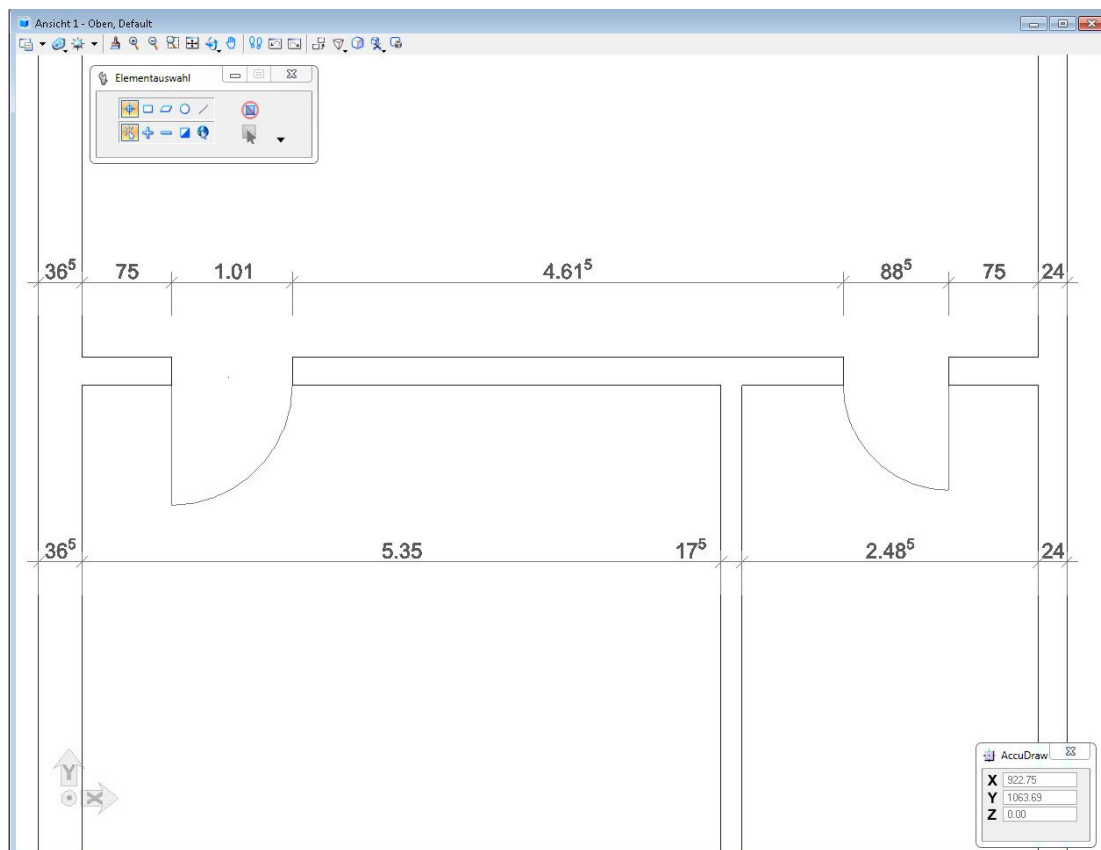 Ansicht 1 - Oben, Default
Elementauswahl
36⁵ 75 1.01 4.61⁵ 88⁵ 75 24
36⁵ 5.35 17⁵ 2.48⁵ 24
Y
X
AccuDraw
X 922.75
Y 1063.69
Z 0.00